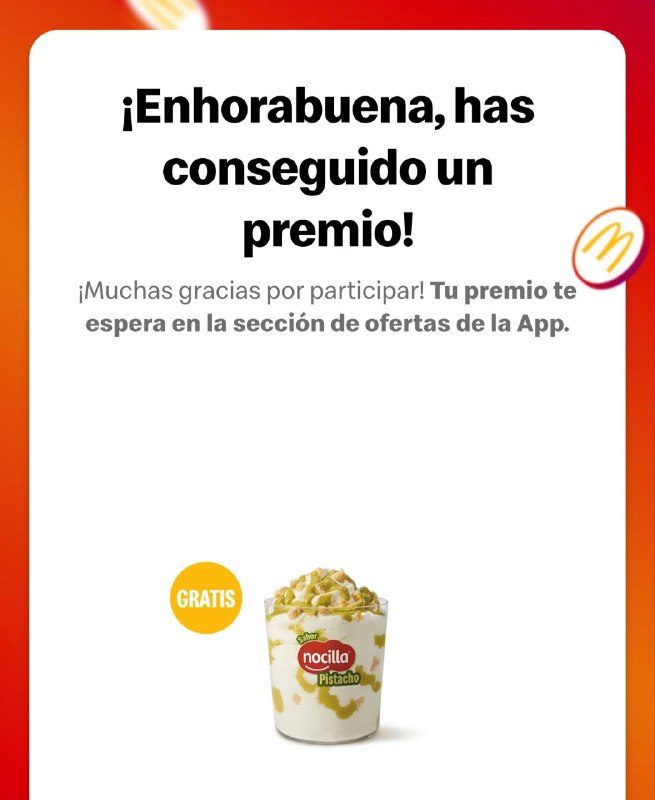 ¡Enhorabuena, has
conseguido un
premio!
¡Muchas gracias por participar! Tu premio te
espera en la sección de ofertas de la App.
GRATIS
Sabor
nocilla
Pistacho